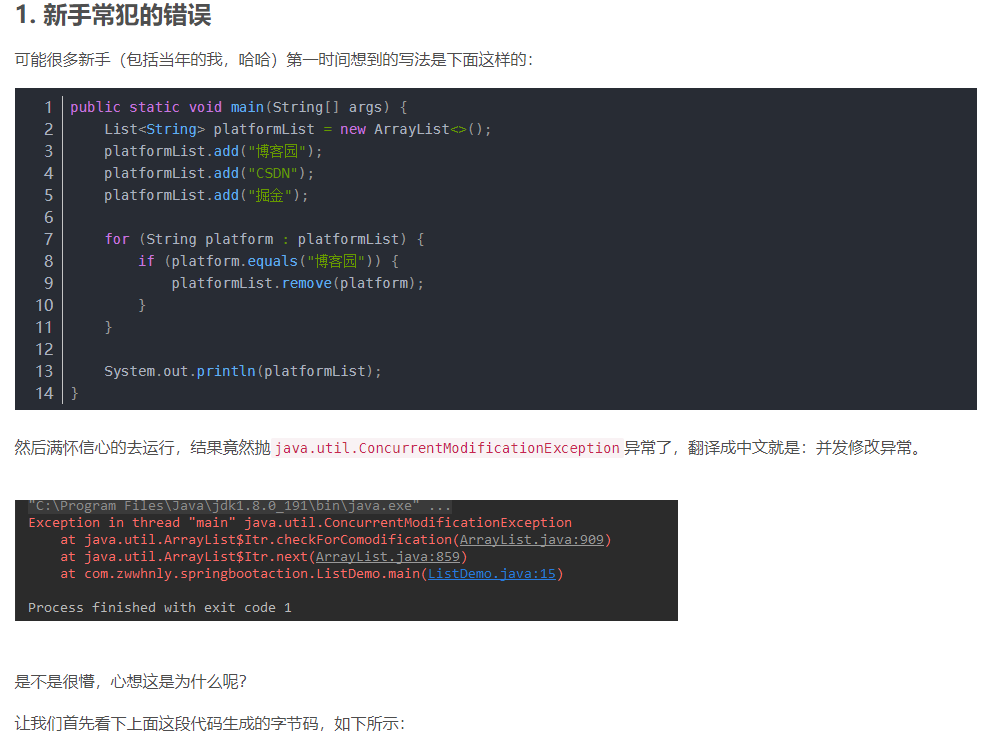 1. 新手常犯的错误
可能很多新手（包括当年的我，哈哈）第一时间想到的写法是下面这样的：
1 public static void main(String[] args) {
2     List<String> platformList = new ArrayList<>();
3     platformList.add("博客园");
4     platformList.add("CSDN");
5     platformList.add("掘金");
6
7     for (String platform : platformList) {
8         if (platform.equals("博客园")) {
9             platformList.remove(platform);
10         }
11     }
12
13     System.out.println(platformList);
14 }
然后满怀信心的去运行，结果竟然抛java.util.ConcurrentModificationException异常了，翻译成中文就是：并发修改异常。
"C:\Program Files\Java\jdk1.8.0_191\bin\java.exe" ...
Exception in thread "main" java.util.ConcurrentModificationException
    at java.util.ArrayList$Itr.checkForComodification(ArrayList.java:909)
    at java.util.ArrayList$Itr.next(ArrayList.java:859)
    at com.zwwhnly.springbootaction.ListDemo.main(ListDemo.java:15)
Process finished with exit code 1
是不是很懵，心想这是为什么呢？
让我们首先看下上面这段代码生成的字节码，如下所示：